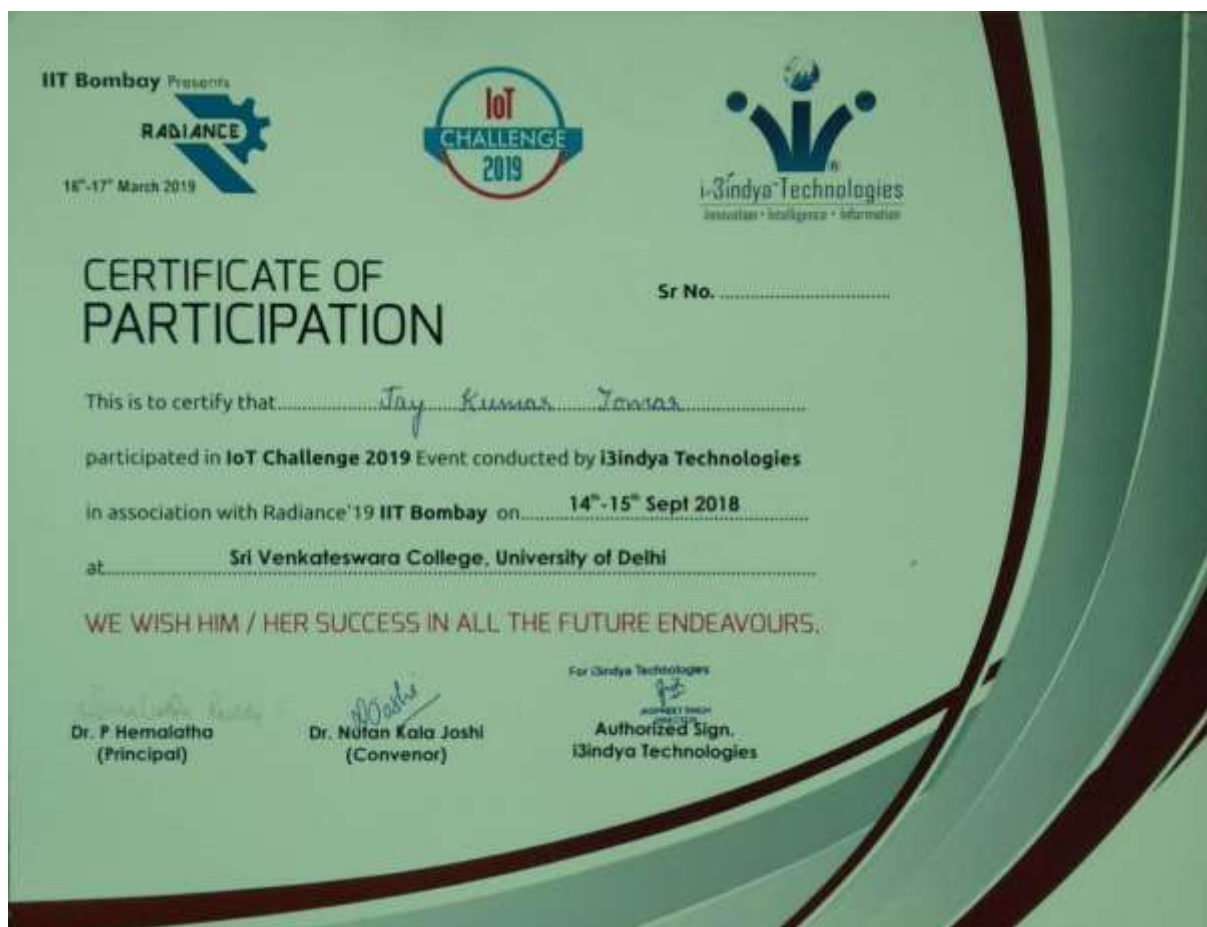 IIT Bombay Presents
RADIANCE
16th-17th March 2019
IoT
CHALLENGE
2019
i-3indya Technologies
Innovation • Intelligence • Information
CERTIFICATE OF
PARTICIPATION
Sr No. ..........................................
This is to certify that Jay Kumar Tomar
participated in IoT Challenge 2019 Event conducted by i3indya Technologies
in association with Radiance'19 IIT Bombay on 14th-15th Sept 2018
at Sri Venkateswara College, University of Delhi
WE WISH HIM / HER SUCCESS IN ALL THE FUTURE ENDEAVOURS.
For i3indya Technologies
NJoshi
Dr. P Hemalatha
(Principal)
Dr. Nutan Kala Joshi
(Convenor)
Authorized Sign.
i3indya Technologies